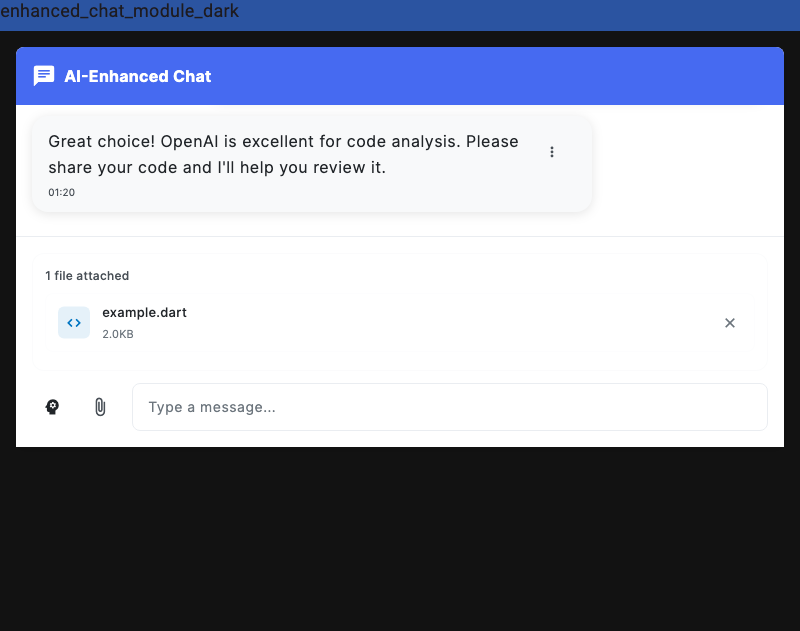 enhanced_chat_module_dark
AI-Enhanced Chat
Great choice! OpenAI is excellent for code analysis. Please
share your code and I'll help you review it.
01:20
1 file attached
example.dart
2.0KB
Type a message...